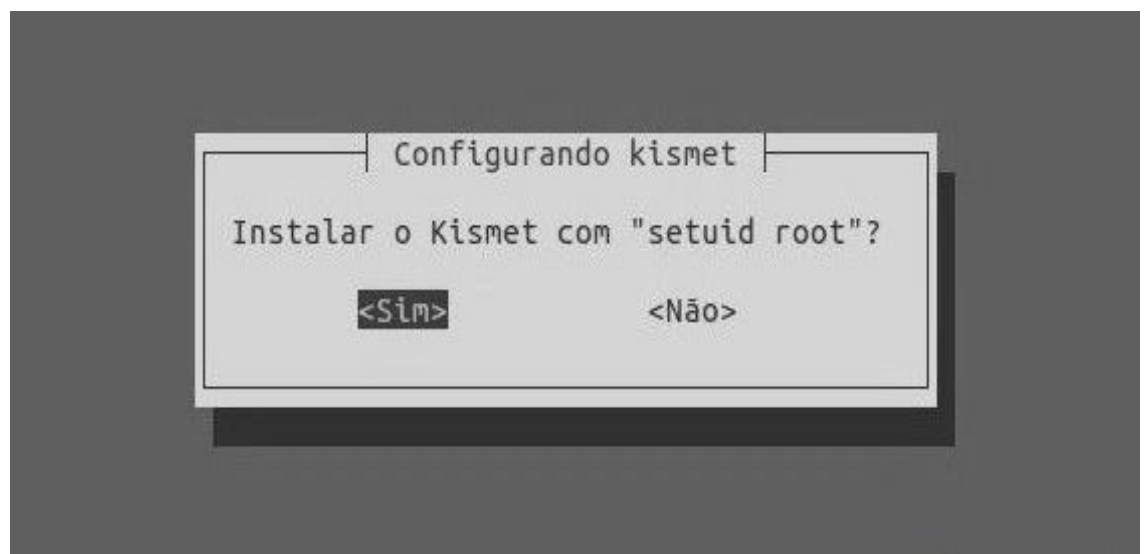 Configurando kismet
Instalar o Kismet com "setuid root"?
<Sim> <Não>